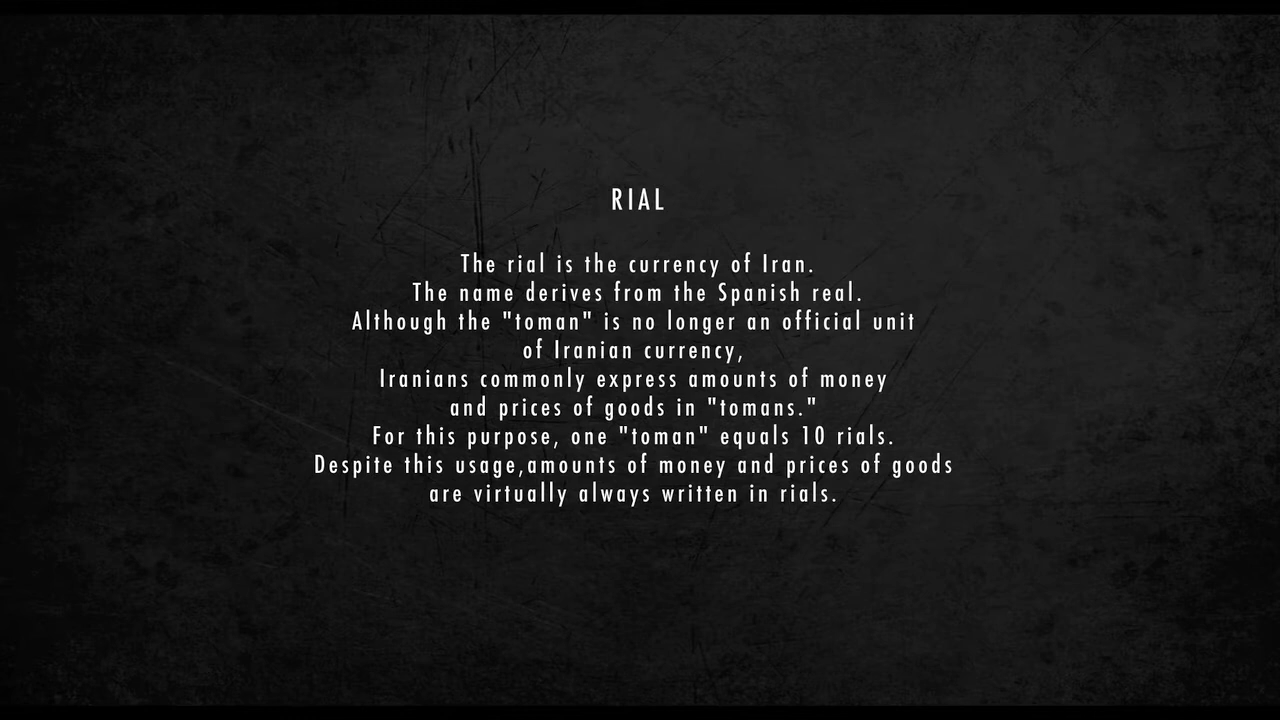 RIAL
The rial is the currency of Iran.
The name derives from the Spanish real.
Although the "toman" is no longer an official unit
of Iranian currency,
Iranians commonly express amounts of money
and prices of goods in "tomans."
For this purpose, one "toman" equals 10 rials.
Despite this usage,amounts of money and prices of goods
are virtually always written in rials.